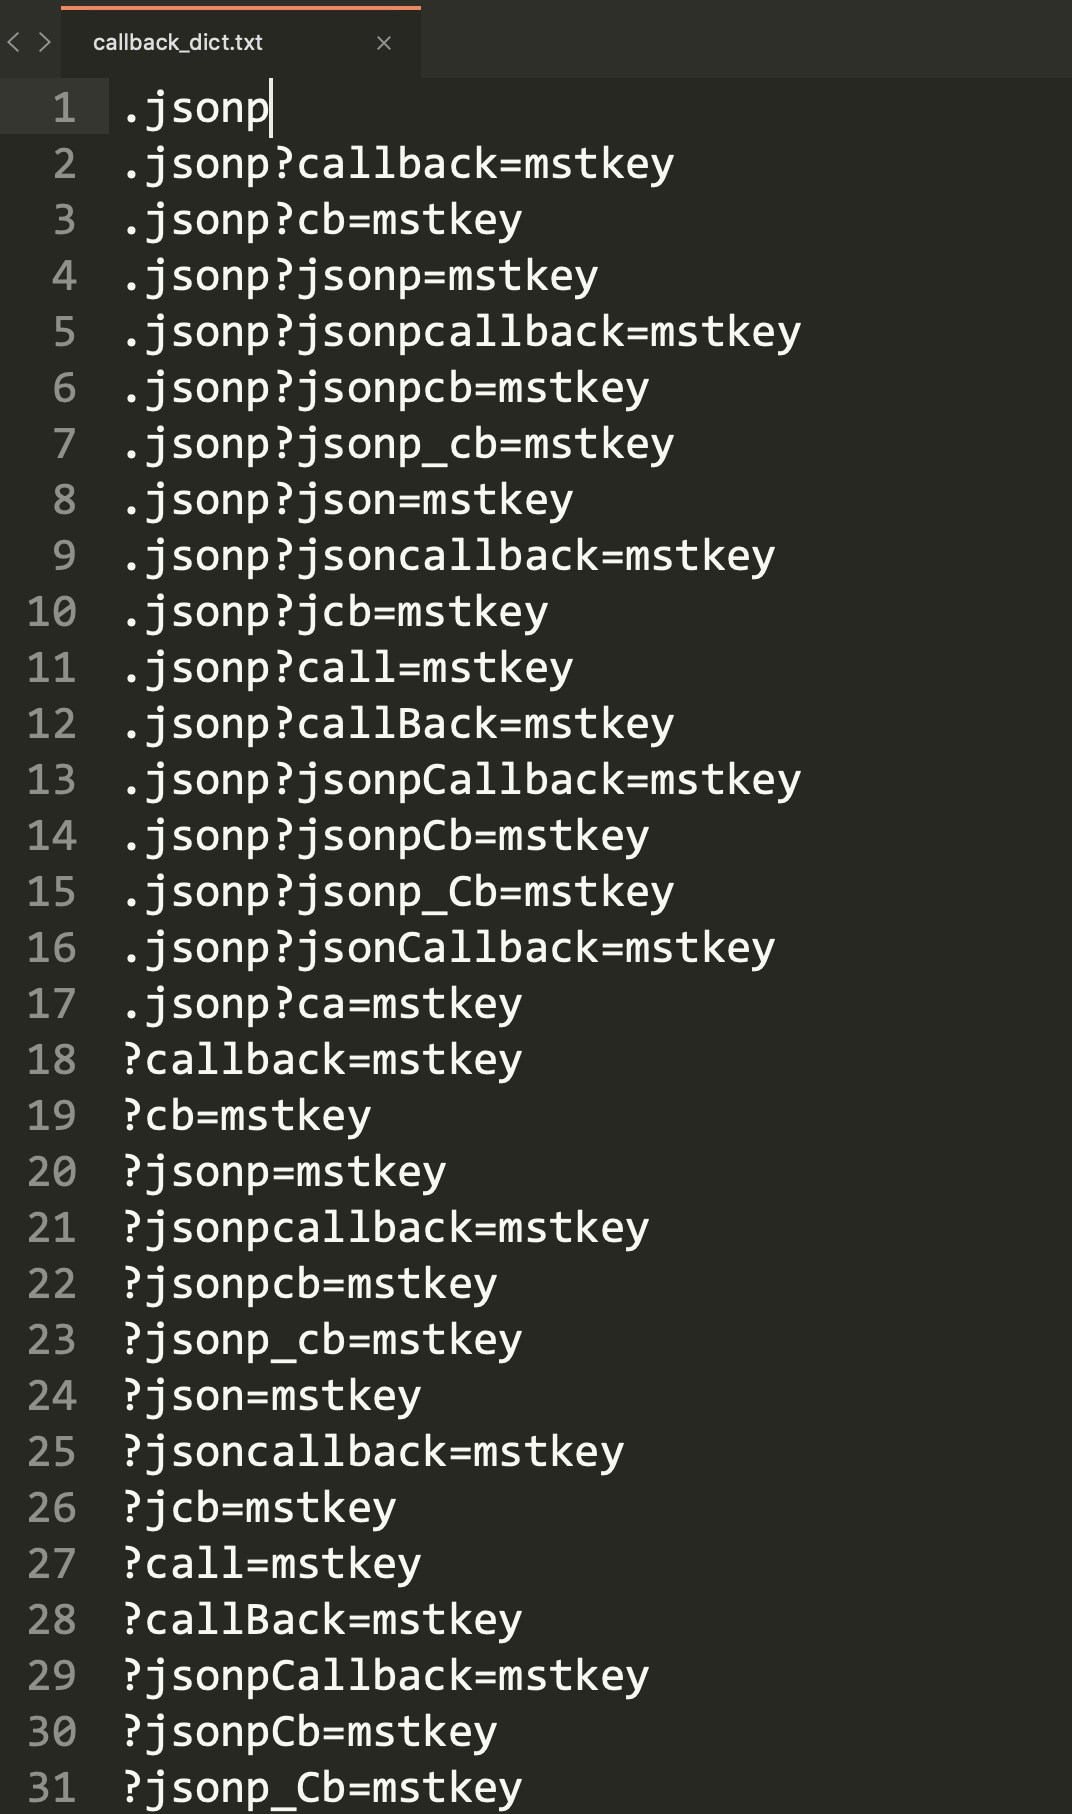 callback_dict.txt
1 .jsonp
2 .jsonp?callback=mstkey
3 .jsonp?cb=mstkey
4 .jsonp?jsonp=mstkey
5 .jsonp?jsonpcallback=mstkey
6 .jsonp?jsonpcb=mstkey
7 .jsonp?jsonp_cb=mstkey
8 .jsonp?json=mstkey
9 .jsonp?jsoncallback=mstkey
10 .jsonp?jcb=mstkey
11 .jsonp?call=mstkey
12 .jsonp?callBack=mstkey
13 .jsonp?jsonpCallback=mstkey
14 .jsonp?jsonpCb=mstkey
15 .jsonp?jsonp_Cb=mstkey
16 .jsonp?jsonCallback=mstkey
17 .jsonp?ca=mstkey
18 ?callback=mstkey
19 ?cb=mstkey
20 ?jsonp=mstkey
21 ?jsonpcallback=mstkey
22 ?jsonpcb=mstkey
23 ?jsonp_cb=mstkey
24 ?json=mstkey
25 ?jsoncallback=mstkey
26 ?jcb=mstkey
27 ?call=mstkey
28 ?callBack=mstkey
29 ?jsonpCallback=mstkey
30 ?jsonpCb=mstkey
31 ?jsonp_Cb=mstkey